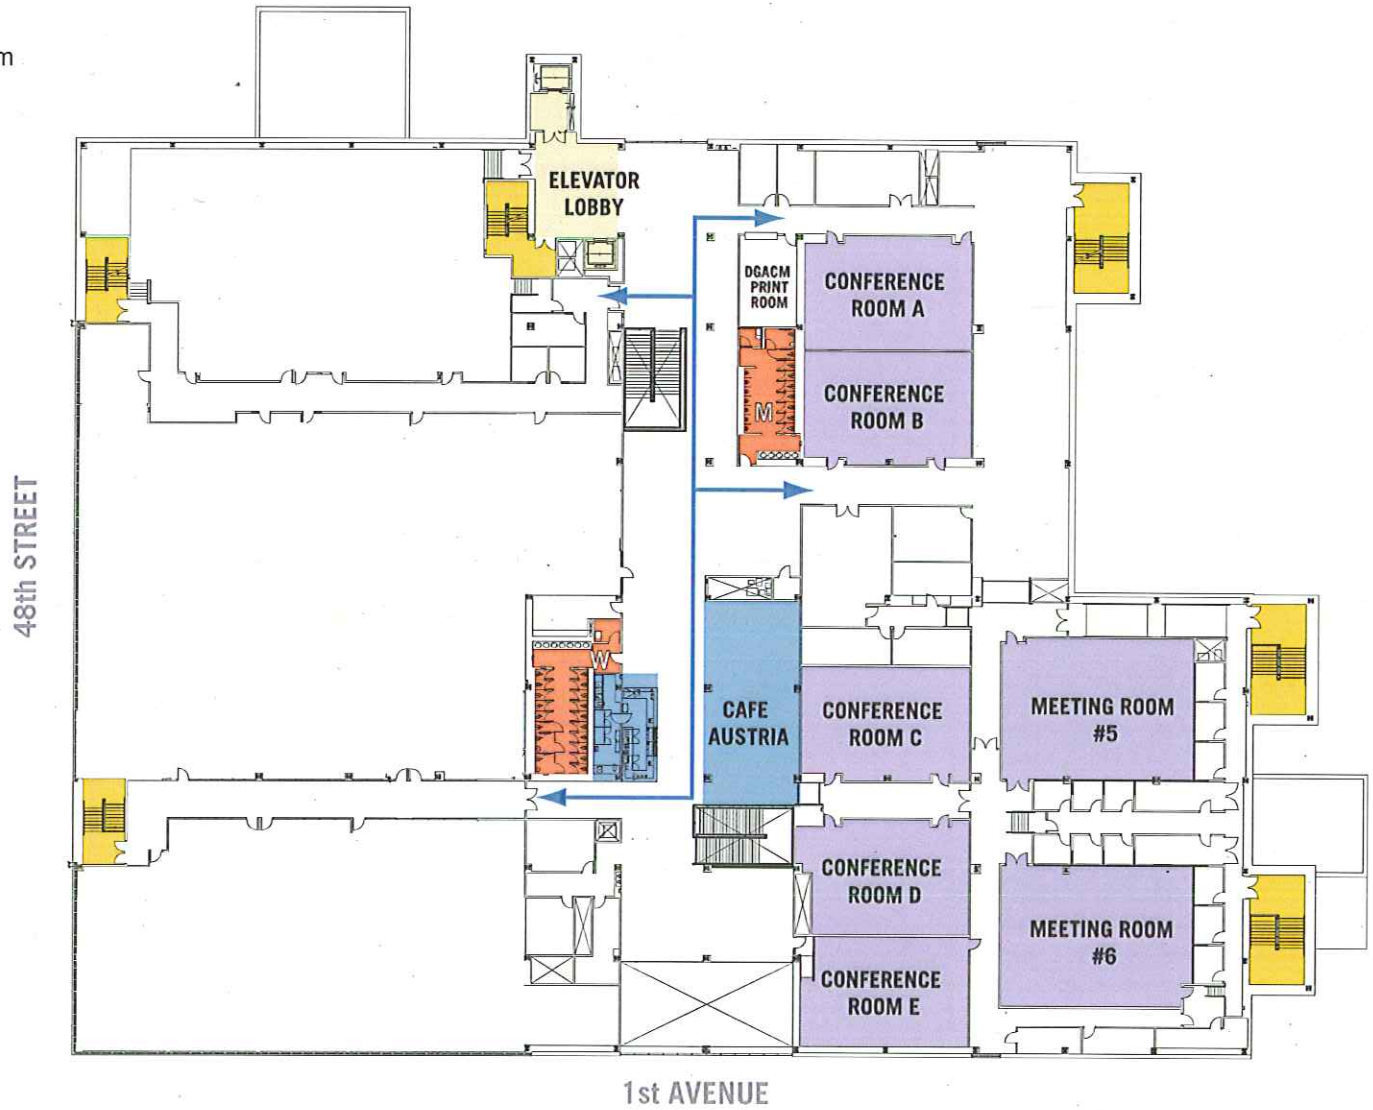 m
ELEVATOR
LOBBY
DGACM
PRINT
ROOM
CONFERENCE
ROOM A
M
CONFERENCE
ROOM B
48th STREET
W
CAFE
AUSTRIA
CONFERENCE
ROOM C
MEETING ROOM
#5
CONFERENCE
ROOM D
MEETING ROOM
#6
CONFERENCE
ROOM E
1st AVENUE